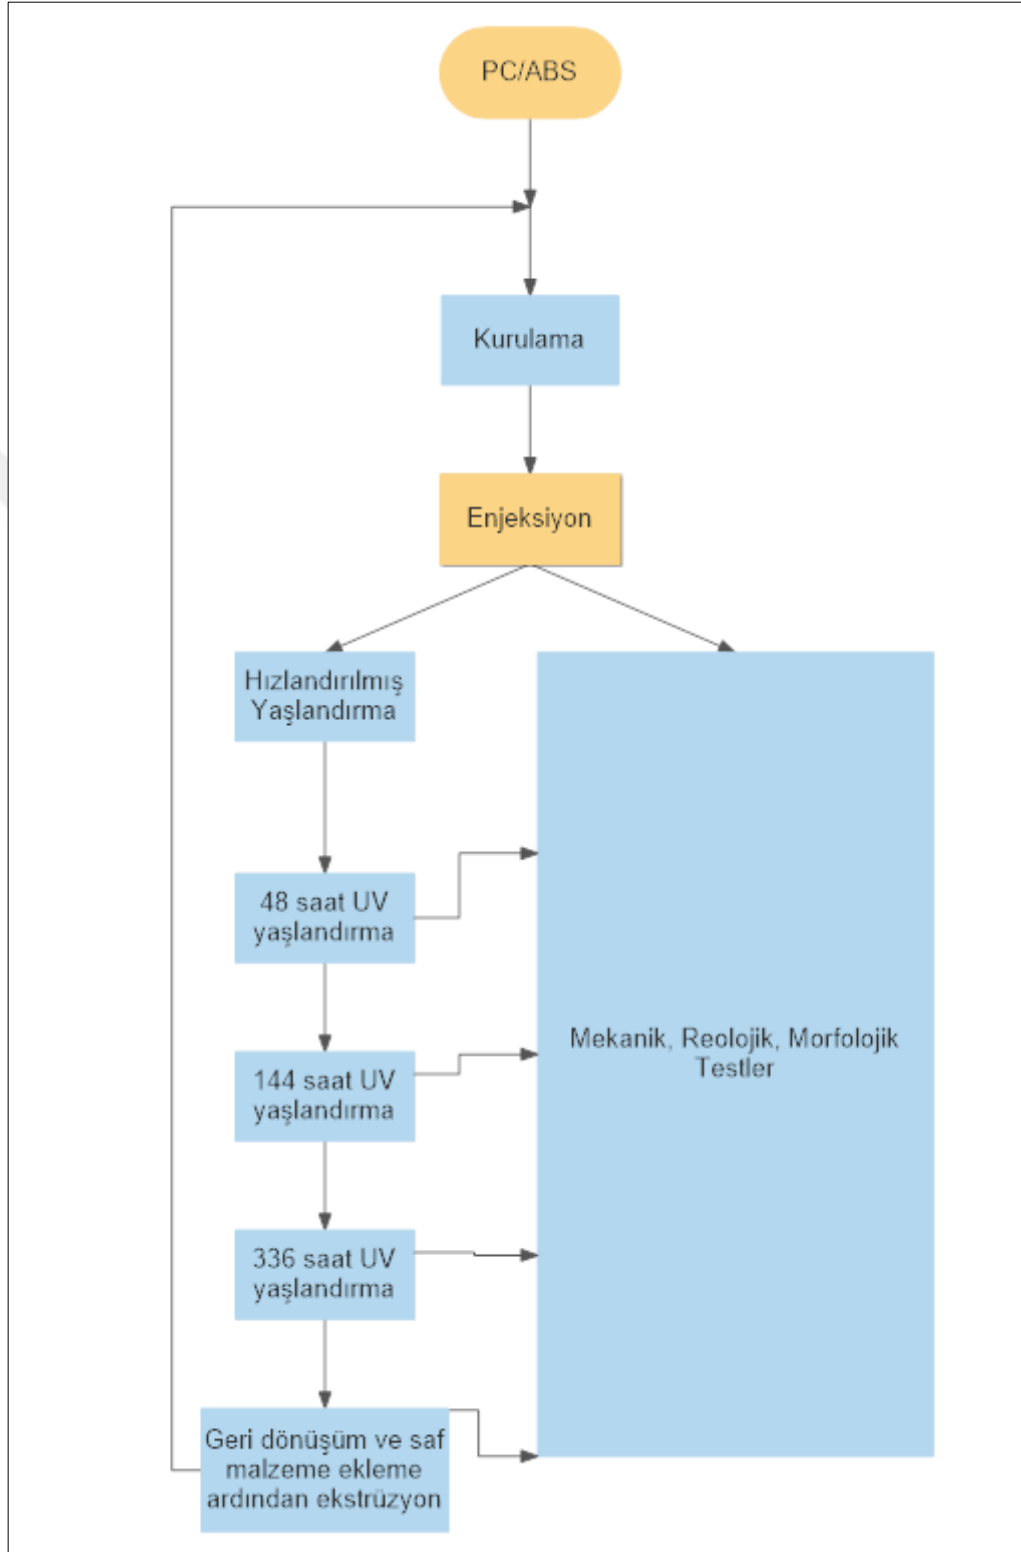 PC/ABS
Kurulama
Enjeksiyon
Hızlandırılmış
Yaşlandırma
48 saat UV
yaşlandırma
144 saat UV
yaşlandırma
336 saat UV
yaşlandırma
Geri dönüşüm ve saf
malzeme ekleme
ardından ekstrüzyon
Mekanik, Reolojik, Morfolojik
Testler